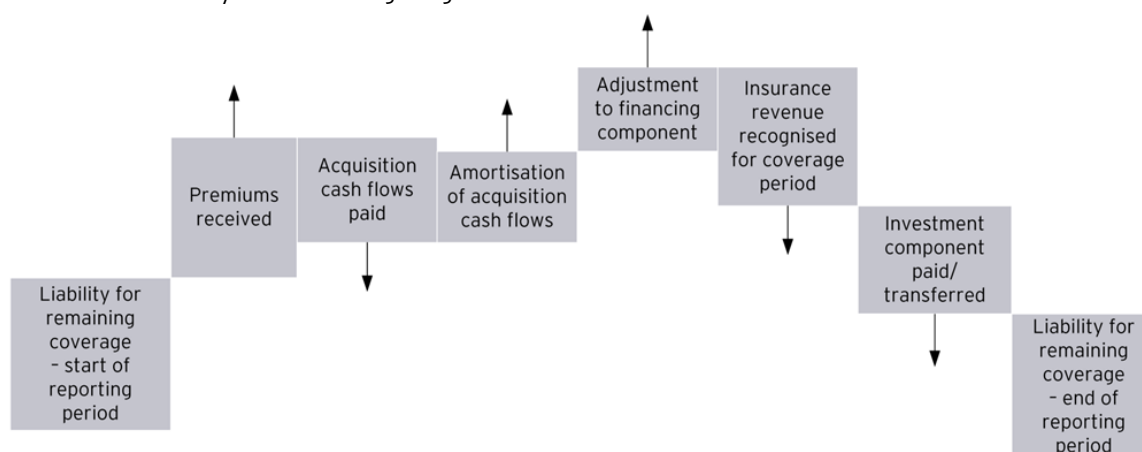 Adjustment
to financing
component
Insurance
revenue
recognised
for coverage
period
Premiums
received
Acquisition
cash flows
paid
Amortisation
of acquisition
cash flows
Investment
component
paid/
transferred
Liability for
remaining
coverage
– start of
reporting
period
Liability for
remaining
coverage
– end of
reporting
period